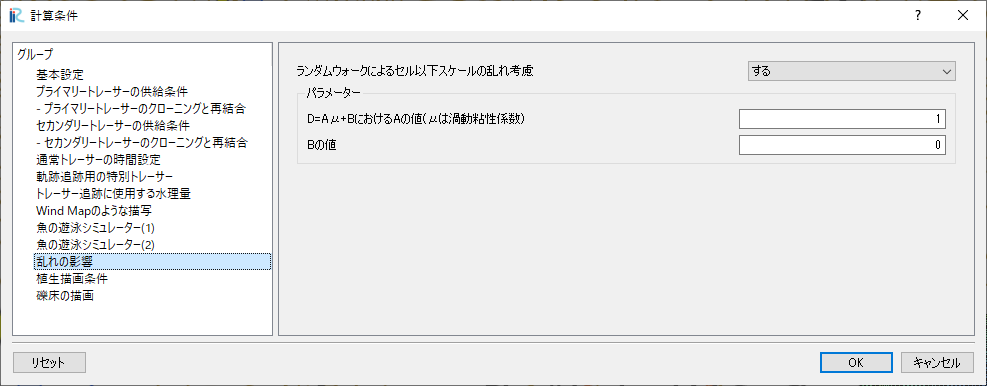 計算条件
グループ
基本設定
プライマリートレーサーの供給条件
- プライマリートレーサーのクローニングと再結合
セカンダリートレーサーの供給条件
- セカンダリートレーサーのクローニングと再結合
通常トレーサーの時間設定
軌跡追跡用の特別トレーサー
トレーサー追跡に使用する水理量
Wind Mapのような描写
魚の遊泳シミュレーター(1)
魚の遊泳シミュレーター(2)
乱れの影響
植生描画条件
礫床の描画
ランダムウォークによるセル以下スケールの乱れ考慮 する
パラメーター
D=Aμ+BにおけるAの値(μは渦動粘性係数) 1
Bの値 0
リセット OK キャンセル